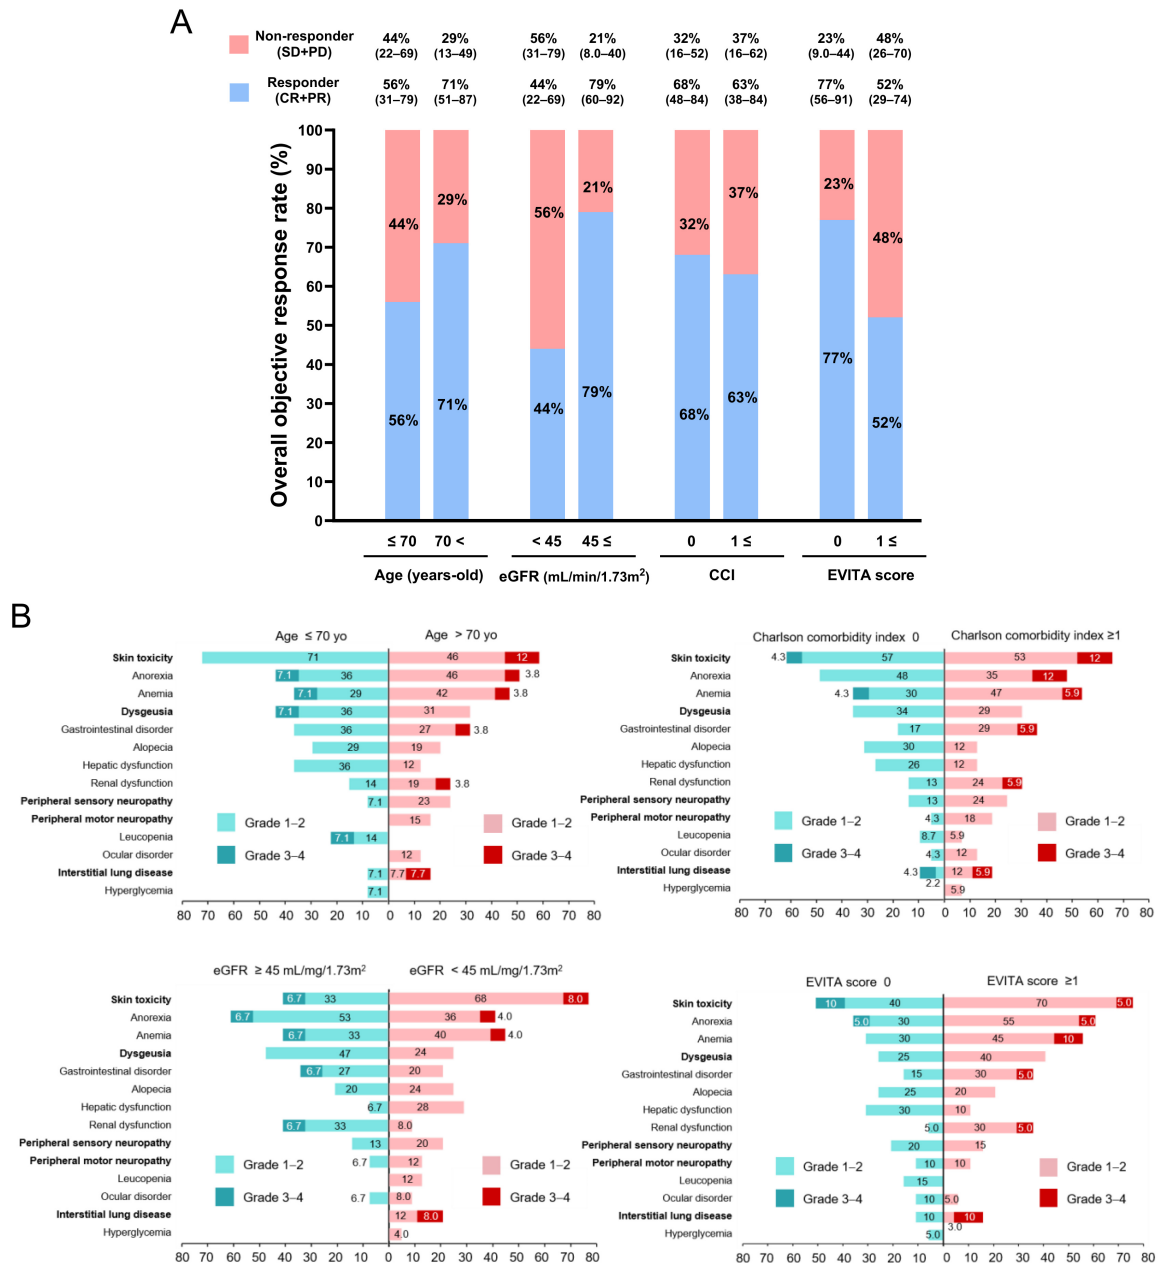 A
Non-responder
(SD+PD)
44% 29% 56% 21% 32% 37% 23% 48%
(22–69) (13–49) (31–79) (8.0–40) (16–52) (16–62) (9.0–44) (26–70)
Responder
(CR+PR)
56% 71% 44% 79% 68% 63% 77% 52%
(31–79) (51–87) (22–69) (60–92) (48–84) (38–84) (56–91) (29–74)
Overall objective response rate (%)
100
90
80
70
60
50
40
30
20
10
0
44% 29% 56% 21% 32% 37% 23% 48%
56% 71% 44% 79% 68% 63% 77% 52%
≤ 70 70 < < 45 45 ≤ 0 1 ≤ 0 1 ≤
Age (years-old) eGFR (mL/min/1.73m²) CCI EVITA score
B
Age ≤ 70 yo Age > 70 yo
Skin toxicity 71 46 12
Anorexia 7.1 36 46 3.8
Anemia 7.1 29 42 3.8
Dysgeusia 7.1 36 31
Gastrointestinal disorder 36 27 3.8
Alopecia 29 19
Hepatic dysfunction 36 12
Renal dysfunction 14 19 3.8
Peripheral sensory neuropathy 7.1 23
Peripheral motor neuropathy 15
Leucopenia 7.1 14
Ocular disorder 12
Interstitial lung disease 7.1 7.7 7.7
Hyperglycemia 7.1
Grade 1–2 Grade 1–2
Grade 3–4 Grade 3–4
80 70 60 50 40 30 20 10 0 10 20 30 40 50 60 70 80
Charlson comorbidity index 0 Charlson comorbidity index ≥1
Skin toxicity 4.3 57 53 12
Anorexia 48 35 12
Anemia 4.3 30 47 5.9
Dysgeusia 34 29
Gastrointestinal disorder 17 29 5.9
Alopecia 30 12
Hepatic dysfunction 26 12
Renal dysfunction 13 24 5.9
Peripheral sensory neuropathy 13 24
Peripheral motor neuropathy 4.3 18
Leucopenia 8.7 5.9
Ocular disorder 4.3 12
Interstitial lung disease 4.3 2.2 12 5.9
Hyperglycemia 5.9
Grade 1–2 Grade 1–2
Grade 3–4 Grade 3–4
80 70 60 50 40 30 20 10 0 10 20 30 40 50 60 70 80
eGFR ≥ 45 mL/mg/1.73m² eGFR < 45 mL/mg/1.73m²
Skin toxicity 6.7 33 68 8.0
Anorexia 6.7 53 36 4.0
Anemia 6.7 33 40 4.0
Dysgeusia 47 24
Gastrointestinal disorder 6.7 27 20
Alopecia 20 24
Hepatic dysfunction 6.7 28
Renal dysfunction 6.7 33 8.0
Peripheral sensory neuropathy 13 20
Peripheral motor neuropathy 6.7 12
Leucopenia 12
Ocular disorder 6.7 8.0
Interstitial lung disease 12 8.0
Hyperglycemia 4.0
Grade 1–2 Grade 1–2
Grade 3–4 Grade 3–4
80 70 60 50 40 30 20 10 0 10 20 30 40 50 60 70 80
EVITA score 0 EVITA score ≥1
Skin toxicity 10 40 70 5.0
Anorexia 5.0 30 55 5.0
Anemia 30 45 10
Dysgeusia 25 40
Gastrointestinal disorder 15 30 5.0
Alopecia 25 20
Hepatic dysfunction 30 10
Renal dysfunction 5.0 30 5.0
Peripheral sensory neuropathy 20 15
Peripheral motor neuropathy 10 10
Leucopenia 15
Ocular disorder 10 5.0
Interstitial lung disease 10 3.0 10
Hyperglycemia 5.0
Grade 1–2 Grade 1–2
Grade 3–4 Grade 3–4
80 70 60 50 40 30 20 10 0 10 20 30 40 50 60 70 80